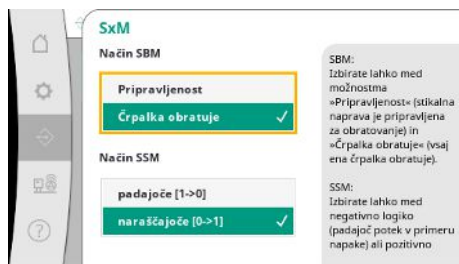 SxM
Način SBM
Pripravljenost
Črpalka obratuje
Način SSM
padajoče [1->0]
naraščajoče [0->1]
SBM:
Izbirate lahko med
možnostma
»Pripravljenost« (stikalna
naprava je pripravljena
za obratovanje) in
»Črpalka obratuje« (vsaj
ena črpalka obratuje).
SSM:
Izbirate lahko med
negativno logiko
(padajoč potek v primeru
napake) ali pozitivno